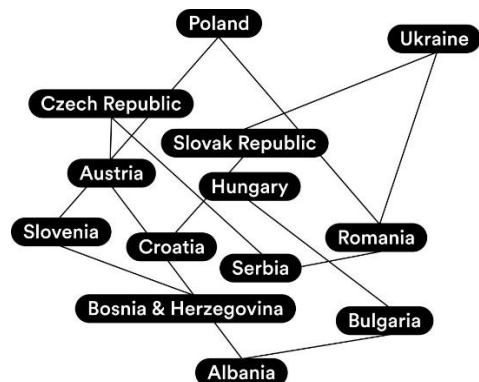 Poland
Ukraine
Czech Republic
Slovak Republic
Austria
Hungary
Slovenia
Croatia
Romania
Serbia
Bosnia & Herzegovina
Bulgaria
Albania